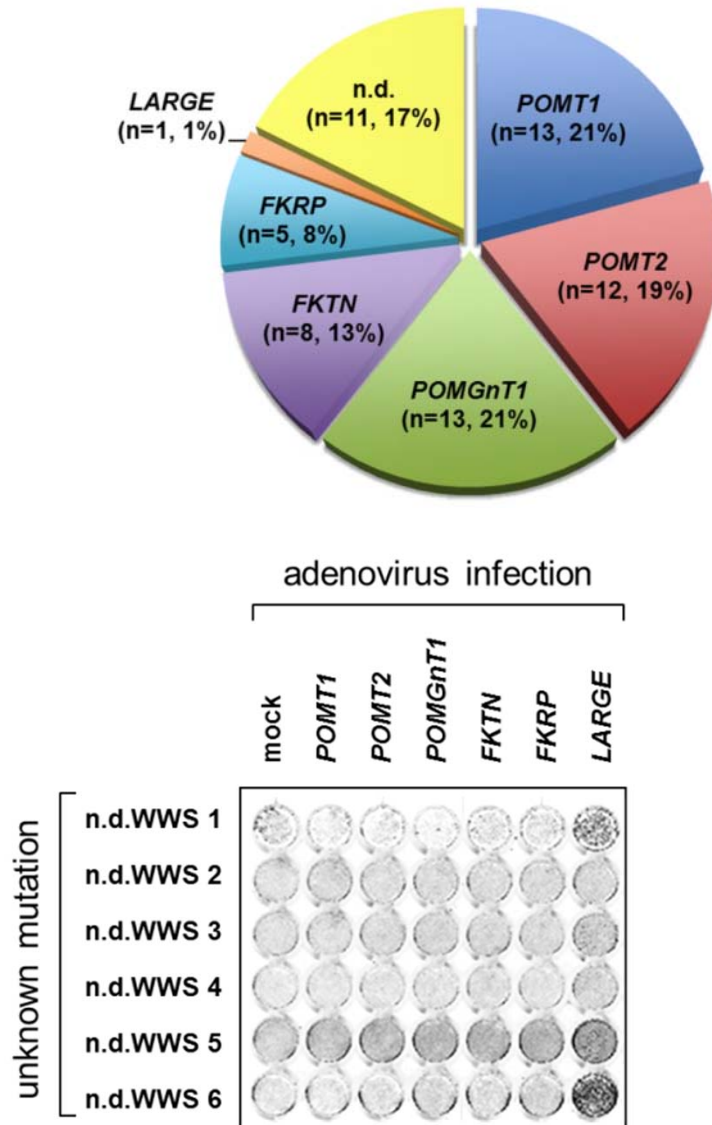 n.d.
(n=11, 17%)
LARGE
(n=1, 1%)
POMT1
(n=13, 21%)
FKRP
(n=5, 8%)
POMT2
(n=12, 19%)
FKTN
(n=8, 13%)
POMGnT1
(n=13, 21%)
adenovirus infection
mock
POMT1
POMT2
POMGnT1
FKTN
FKRP
LARGE
unknown mutation
n.d.WWS 1
n.d.WWS 2
n.d.WWS 3
n.d.WWS 4
n.d.WWS 5
n.d.WWS 6